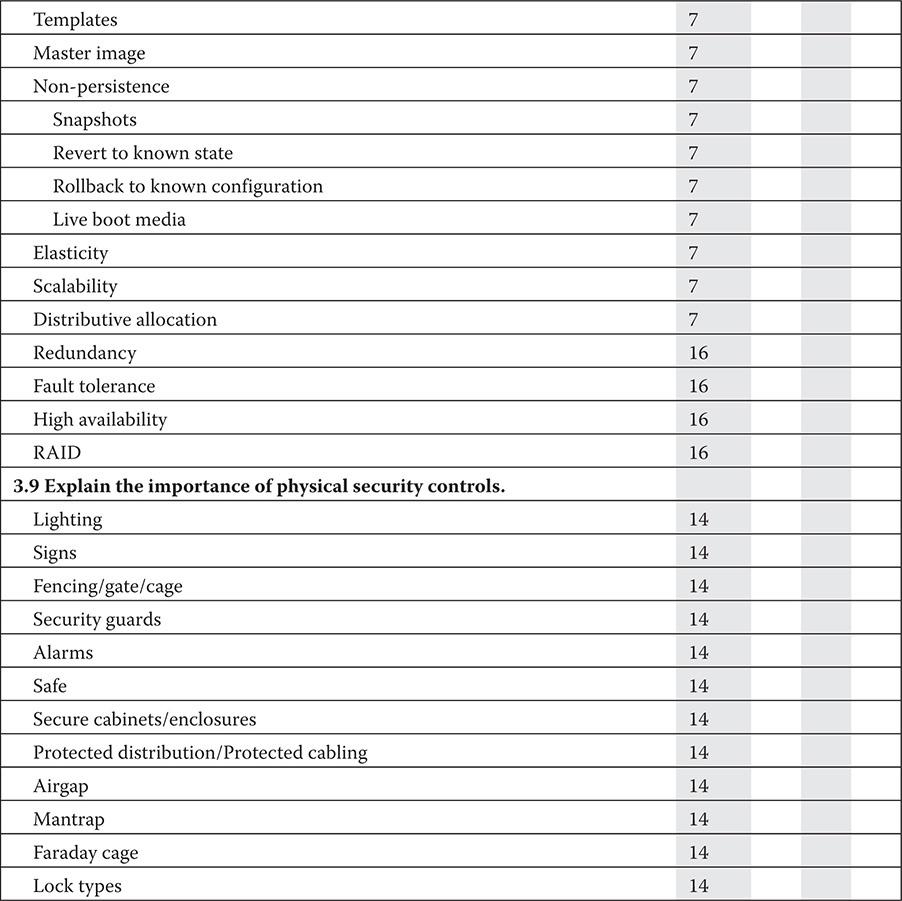 Templates 7
Master image 7
Non-persistence 7
Snapshots 7
Revert to known state 7
Rollback to known configuration 7
Live boot media 7
Elasticity 7
Scalability 7
Distributive allocation 7
Redundancy 16
Fault tolerance 16
High availability 16
RAID 16
3.9 Explain the importance of physical security controls.
Lighting 14
Signs 14
Fencing/gate/cage 14
Security guards 14
Alarms 14
Safe 14
Secure cabinets/enclosures 14
Protected distribution/Protected cabling 14
Airgap 14
Mantrap 14
Faraday cage 14
Lock types 14